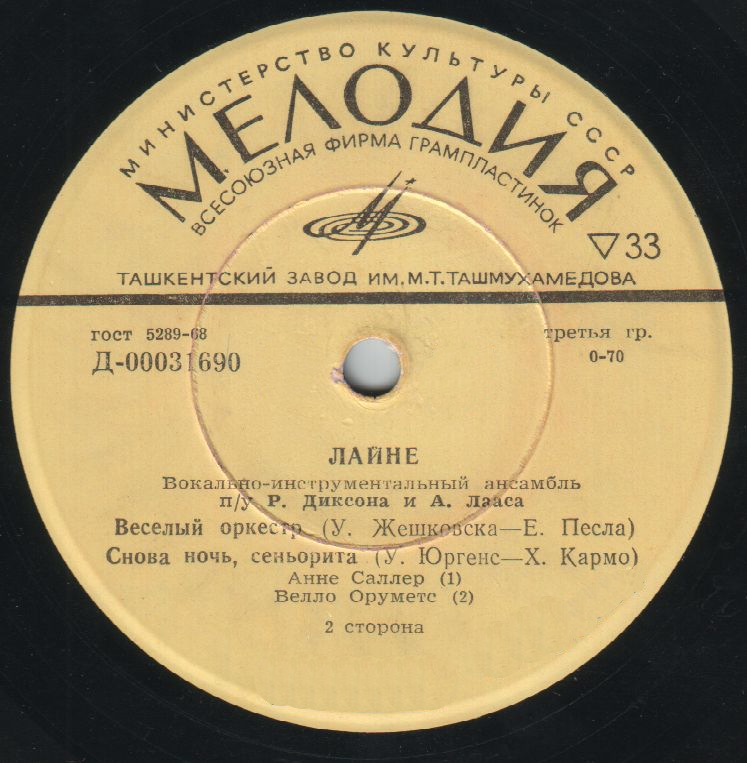 МИНИСТЕРСТВО КУЛЬТУРЫ СССР
МЕЛОДИЯ
ВСЕСОЮЗНАЯ ФИРМА ГРАМПЛАСТИНОК
▽33
ТАШКЕНТСКИЙ ЗАВОД ИМ. М.Т.ТАШМУХАМЕДОВА
гост 5289-68
третья гр.
Д-00031690
0-70
ЛАЙНЕ
Вокально-инструментальный ансамбль
п/у Р. Диксона и А. Лааса
Веселый оркестр (У. Жешковска—Е. Песла)
Снова ночь, сеньорита (У. Юргенс—Х. Кармо)
Анне Саллер (1)
Велло Оруметс (2)
2 сторона